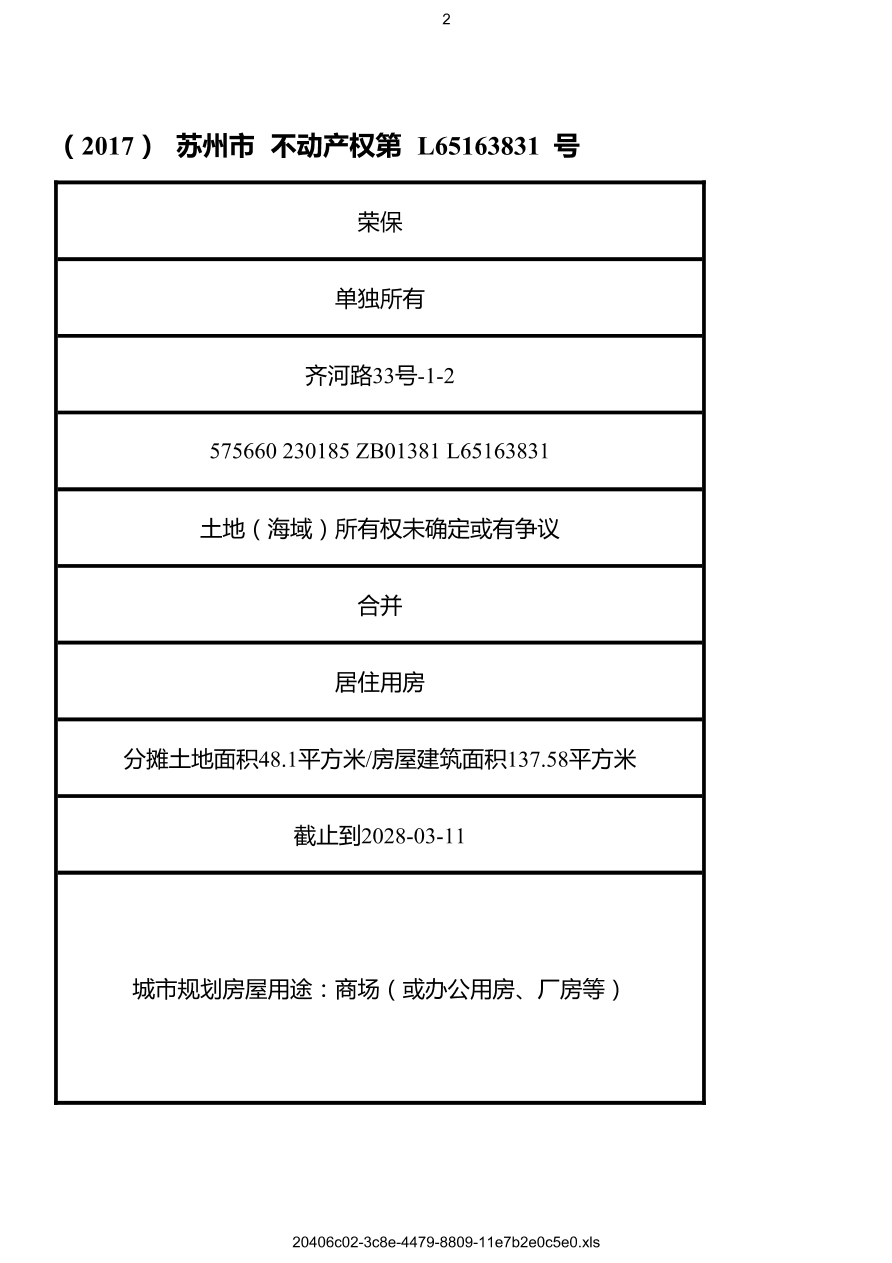 2
（2017） 苏州市 不动产权第 L65163831 号
荣保
单独所有
齐河路33号-1-2
575660 230185 ZB01381 L65163831
土地（海域）所有权未确定或有争议
合并
居住用房
分摊土地面积48.1平方米/房屋建筑面积137.58平方米
截止到2028-03-11
城市规划房屋用途：商场（或办公用房、厂房等）
20406c02-3c8e-4479-8809-11e7b2e0c5e0.xls